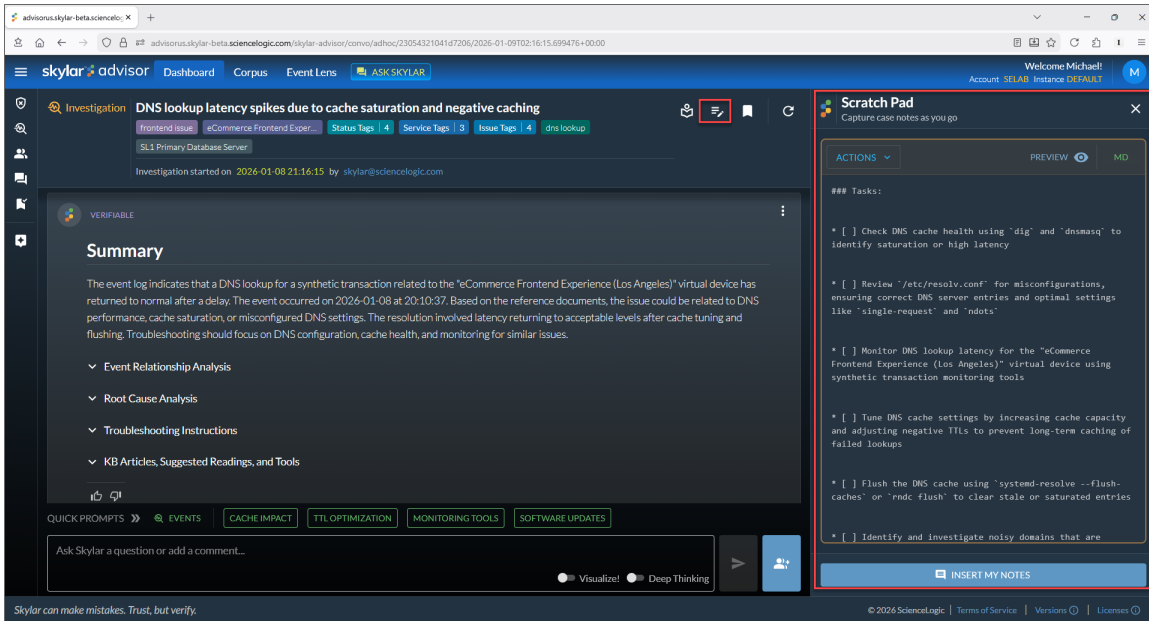 advisorus.skylar-beta.sciencelog
advisorus.skylar-beta.sciencelogic.com/skylar-advisor/convo/adhoc/23054321041d7206/2026-01-09T02:16:15.699476+00:00
skylar advisor Dashboard Corpus Event Lens ASK SKYLAR
Welcome Michael!
Account SELAB Instance DEFAULT
M
Investigation DNS lookup latency spikes due to cache saturation and negative caching
frontend issue eCommerce Frontend Exper... Status Tags | 4 Service Tags | 3 Issue Tags | 4 dns lookup
SL1 Primary Database Server
Investigation started on 2026-01-08 21:16:15 by skylar@sciencelogic.com
VERIFIABLE
Summary
The event log indicates that a DNS lookup for a synthetic transaction related to the "eCommerce Frontend Experience (Los Angeles)" virtual device has
returned to normal after a delay. The event occurred on 2026-01-08 at 20:10:37. Based on the reference documents, the issue could be related to DNS
performance, cache saturation, or misconfigured DNS settings. The resolution involved latency returning to acceptable levels after cache tuning and
flushing. Troubleshooting should focus on DNS configuration, cache health, and monitoring for similar issues.
Event Relationship Analysis
Root Cause Analysis
Troubleshooting Instructions
KB Articles, Suggested Readings, and Tools
QUICK PROMPTS EVENTS CACHE IMPACT TTL OPTIMIZATION MONITORING TOOLS SOFTWARE UPDATES
Ask Skylar a question or add a comment...
Visualize! Deep Thinking
Scratch Pad
Capture case notes as you go
ACTIONS PREVIEW MD
### Tasks:
* [ ] Check DNS cache health using `dig` and `dnsmasq` to
identify saturation or high latency
* [ ] Review `/etc/resolv.conf` for misconfigurations,
ensuring correct DNS server entries and optimal settings
like `single-request` and `ndots`
* [ ] Monitor DNS lookup latency for the "eCommerce
Frontend Experience (Los Angeles)" virtual device using
synthetic transaction monitoring tools
* [ ] Tune DNS cache settings by increasing cache capacity
and adjusting negative TTLs to prevent long-term caching of
failed lookups
* [ ] Flush the DNS cache using `systemd-resolve --flush-
caches` or `rndc flush` to clear stale or saturated entries
* [ ] Identify and investigate noisy domains that are
INSERT MY NOTES
Skylar can make mistakes. Trust, but verify.
© 2026 ScienceLogic | Terms of Service | Versions | Licenses